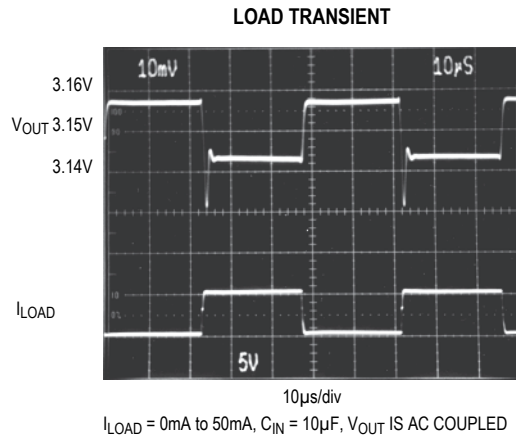 LOAD TRANSIENT
10mV 10µS
3.16V
VOUT 3.15V
3.14V
ILOAD
5V
10µs/div
ILOAD = 0mA to 50mA, CIN = 10µF, VOUT IS AC COUPLED